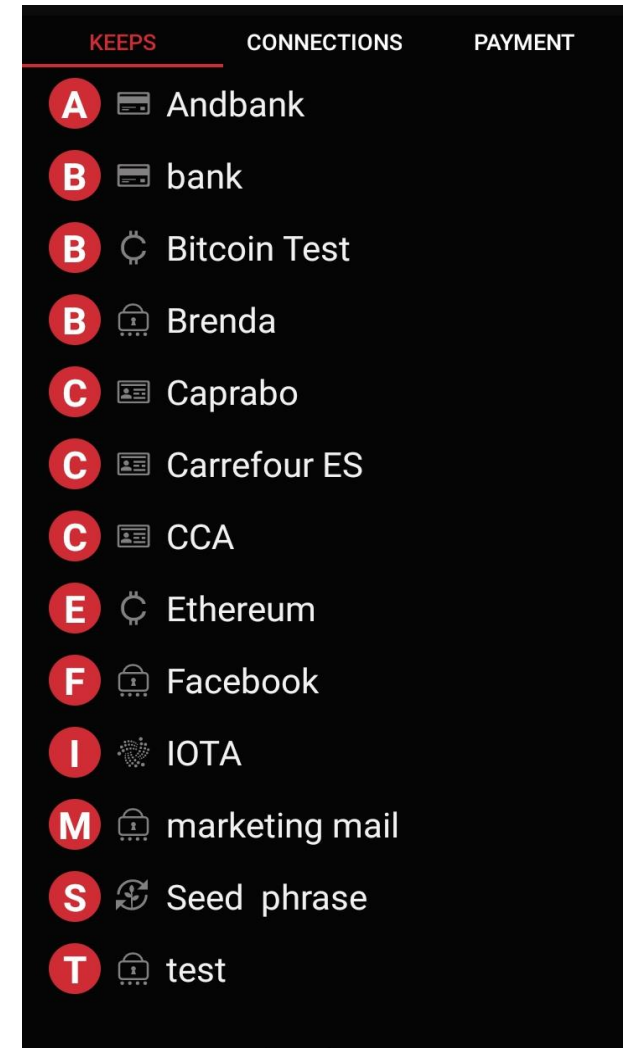 KEEPS CONNECTIONS PAYMENT
A Andbank
B bank
B Bitcoin Test
B Brenda
C Caprabo
C Carrefour ES
C CCA
E Ethereum
F Facebook
I IOTA
M marketing mail
S Seed  phrase
T test